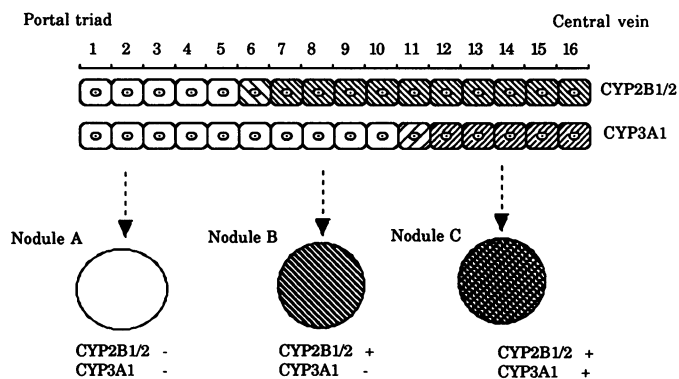 Portal triad Central vein
1 2 3 4 5 6 7 8 9 10 11 12 13 14 15 16
CYP2B1/2
CYP3A1
Nodule A Nodule B Nodule C
CYP2B1/2 - CYP2B1/2 + CYP2B1/2 +
CYP3A1 - CYP3A1 - CYP3A1 +